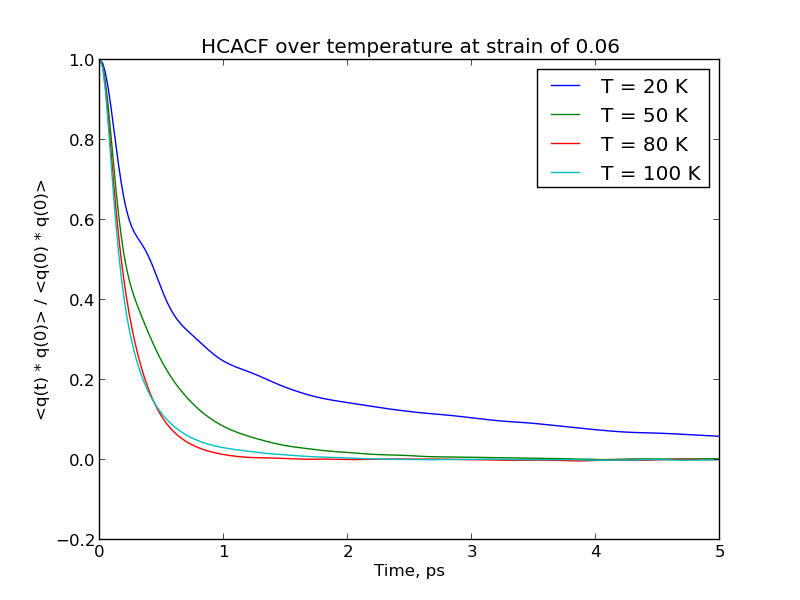 HCACF over temperature at strain of 0.06
<q(t) * q(0)> / <q(0) * q(0)>
1.0
0.8
0.6
0.4
0.2
0.0
−0.2
T = 20 K
T = 50 K
T = 80 K
T = 100 K
0 1 2 3 4 5
Time, ps